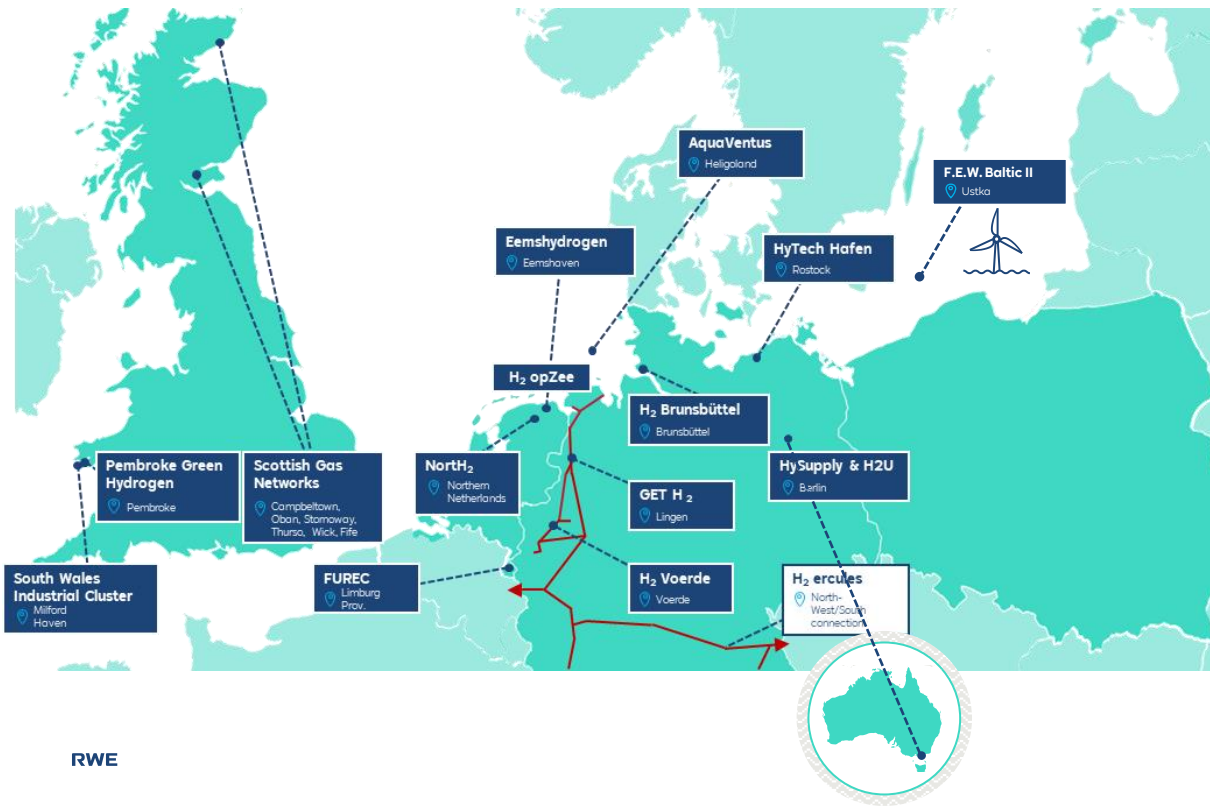 AquaVentus
Heligoland
F.E.W. Baltic II
Ustka
Eemshydrogen
Eemshaven
HyTech Hafen
Rostock
H₂ opZee
H₂ Brunsbüttel
Brunsbüttel
Pembroke Green
Hydrogen
Pembroke
Scottish Gas
Networks
Campbeltown,
Oban, Stornoway,
Thurso, Wick, Fife
NortH₂
Northern
Netherlands
GET H ₂
Lingen
HySupply & H2U
Berlin
South Wales
Industrial Cluster
Milford
Haven
FUREC
Limburg
Prov.
H₂ Voerde
Voerde
H₂ ercules
North-
West/South
connection
RWE